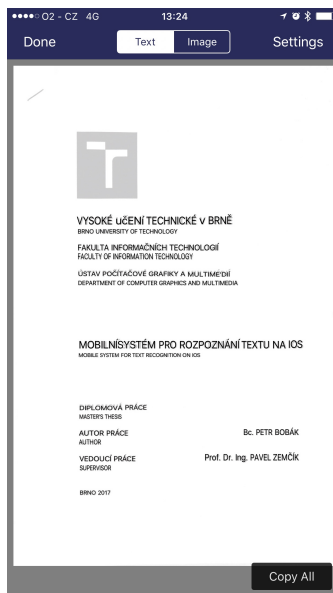 O2 - CZ 4G 13:24
Done Text Image Settings
VYSOKÉ učENÍ TECHNICKÉ v BRNĚ
BRNO UNIVERSITY OF TECHNOLOGY
FAKULTA INFORMAČNÍCH TECHNOLOGIÍ
FACULTY OF INFORMATION TECHNOLOGY
ÚSTAV POČÍTAČOVÉ GRAFIKY A MULTIME'DIÍ
DEPARTMENT OF COMPUTER GRAPHICS AND MULTIMEDIA
MOBILNÍSYSTÉM PRO ROZPOZNÁNÍ TEXTU NA IOS
MOBILE SYSTEM FOR TEXT RECOGNITION ON IOS
DIPLOMOVÁ PRÁCE
MASTER'S THESIS
AUTOR PRÁCE Bc. PETR BOBÁK
AUTHOR
VEDOUCÍ PRÁCE Prof. Dr. Ing. PAVEL ZEMČÍK
SUPERVISOR
BRNO 2017
Copy All